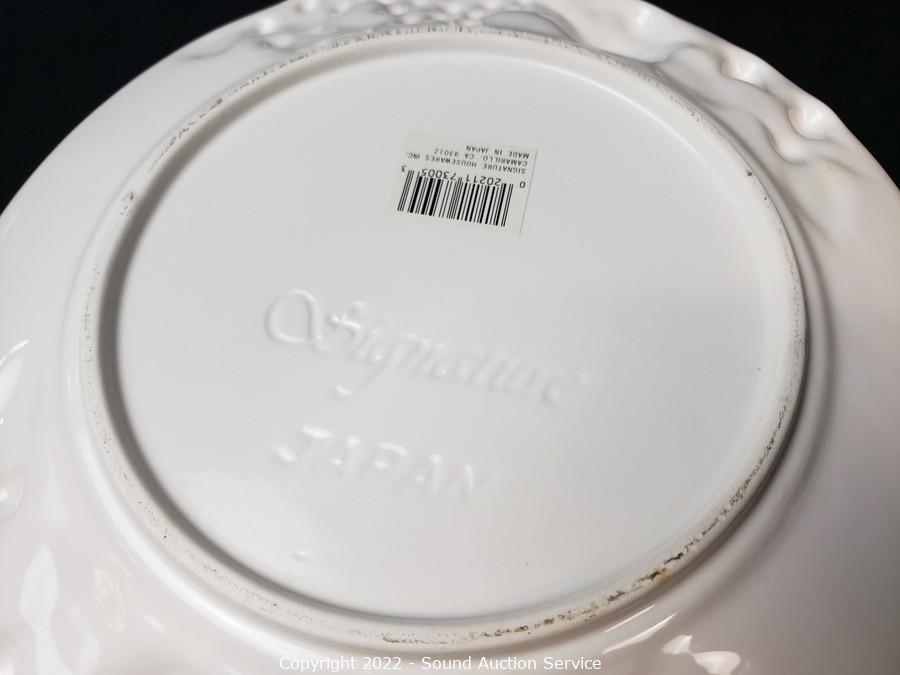 SIGNATURE HOUSEWARES INC.
CAMARILLO, CA 93012
MADE IN JAPAN
0 20211 73005 3
Signature
JAPAN
Copyright 2022 - Sound Auction Service